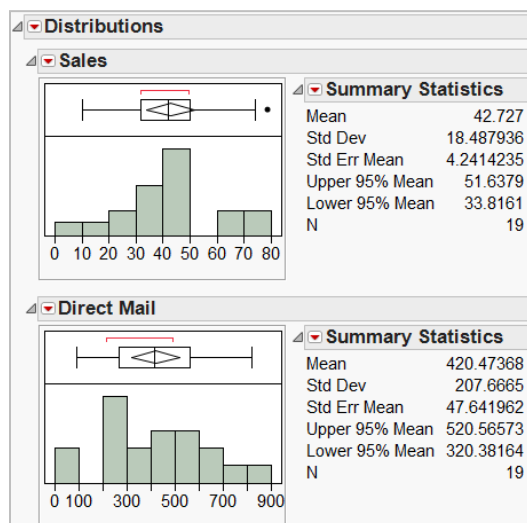 Distributions
Sales
0 10 20 30 40 50 60 70 80
Summary Statistics
Mean 42.727
Std Dev 18.487936
Std Err Mean 4.2414235
Upper 95% Mean 51.6379
Lower 95% Mean 33.8161
N 19
Direct Mail
0 100 300 500 700 900
Summary Statistics
Mean 420.47368
Std Dev 207.6665
Std Err Mean 47.641962
Upper 95% Mean 520.56573
Lower 95% Mean 320.38164
N 19